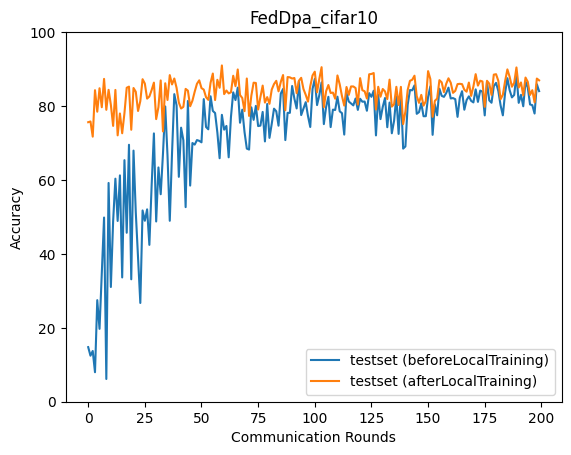 FedDpa_cifar10
100
80
60
40
20
0
Accuracy
0 25 50 75 100 125 150 175 200
Communication Rounds
testset (beforeLocalTraining)
testset (afterLocalTraining)